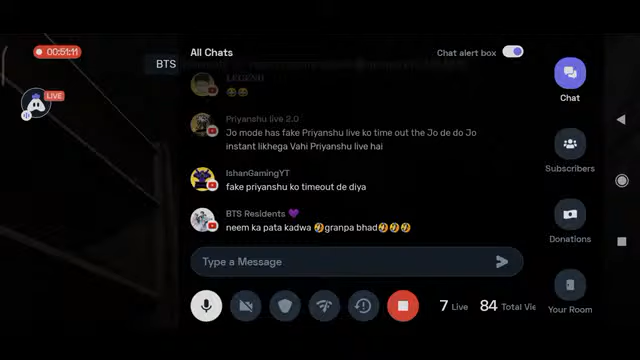 00:51:11
All Chats
Chat alert box
BTS
LIVE
LEGEND
😂😂
Chat
Priyanshu live 2.0
Jo mode has fake Priyanshu live ko time out the Jo de do Jo
instant likhega Vahi Priyanshu live hai
IshanGamingYT
fake priyanshu ko timeout de diya
Subscribers
BTS Residents 💜
neem ka pata kadwa 🤣granpa bhad🤣🤣🤣
Donations
Type a Message
7 Live 84 Total Vie
Your Room